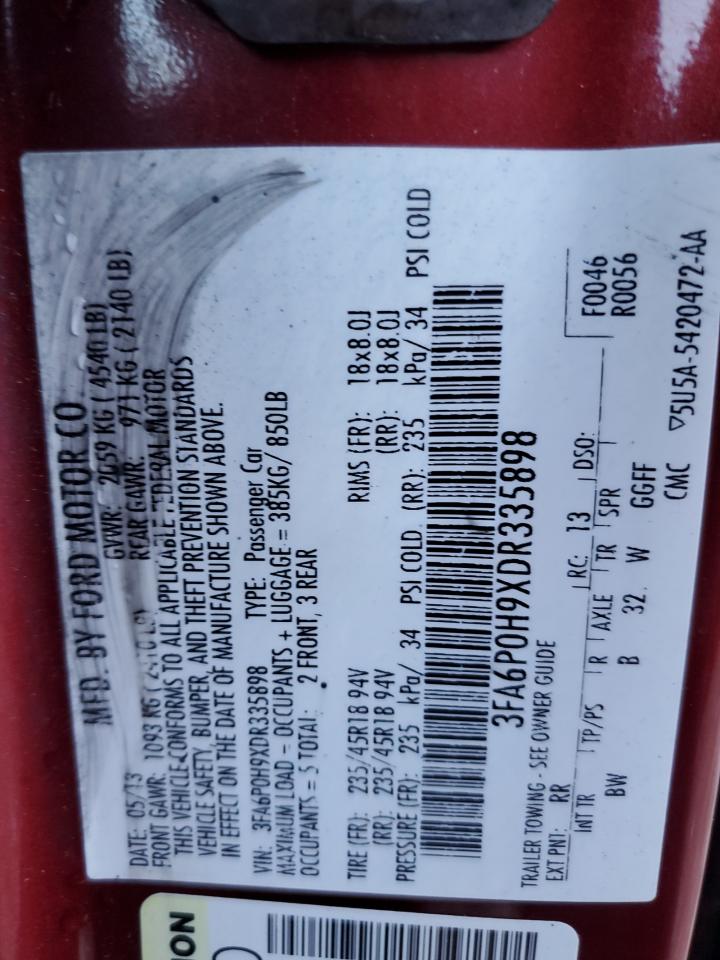 MFD. BY FORD MOTOR CO
DATE: 05/13 GVWR: 2059 KG ( 4540 LB)
FRONT GAWR: 1093 KG ( 2410 LB) REAR GAWR: 971 KG ( 2140 LB)
THIS VEHICLE CONFORMS TO ALL APPLICABLE FEDERAL MOTOR
VEHICLE SAFETY, BUMPER, AND THEFT PREVENTION STANDARDS
IN EFFECT ON THE DATE OF MANUFACTURE SHOWN ABOVE.
VIN: 3FA6P0H9XDR335898 TYPE: Passenger Car
MAXIMUM LOAD = OCCUPANTS + LUGGAGE = 385KG/ 850LB
OCCUPANTS = 5 TOTAL: 2 FRONT, 3 REAR
TIRE (FR): 235/45R18 94V RIMS (FR): 18x8.0J
(RR): 235/45R18 94V (RR): 18x8.0J
PRESSURE (FR): 235 kPa/ 34 PSI COLD (RR): 235 kPa/ 34 PSI COLD
3FA6P0H9XDR335898
TRAILER TOWING - SEE OWNER GUIDE
F0046
R0056
EXT PNT: RR RC: 13 DSO:
INT TR TP/PS R AXLE TR SPR
BW B 32 W GGFF
CMC ▽5U5A-5420472-AA
ION